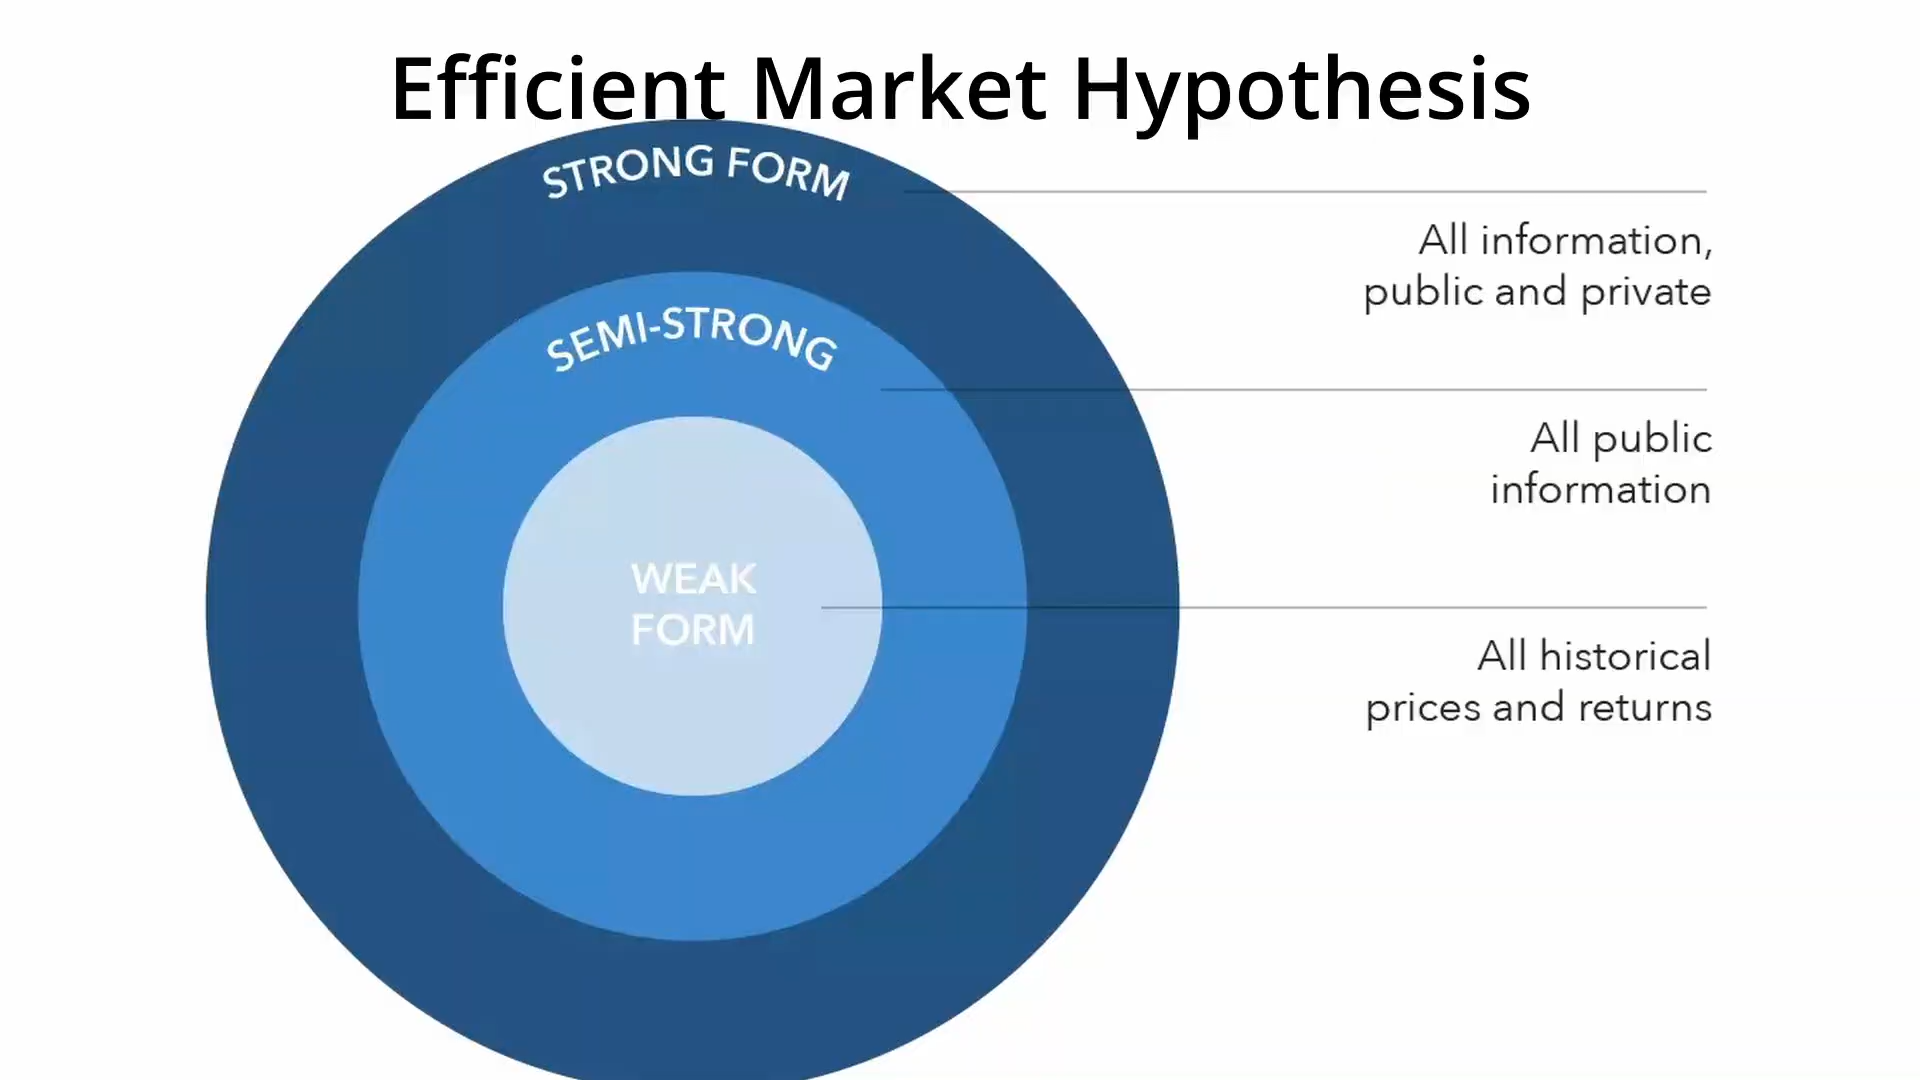 Efficient Market Hypothesis
STRONG FORM
All information,
public and private
SEMI-STRONG
All public
information
WEAK
FORM
All historical
prices and returns